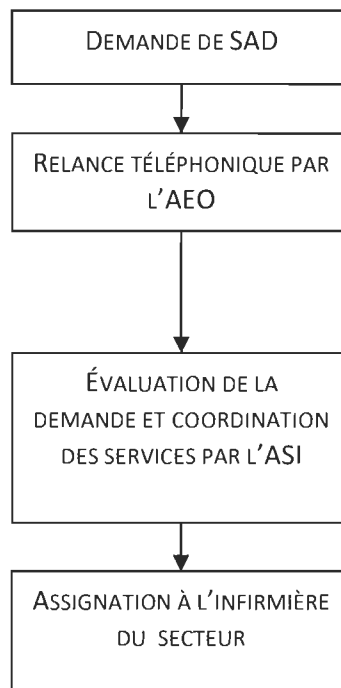 DEMANDE DE SAD
RELANCE TÉLÉPHONIQUE PAR
L'AEO
ÉVALUATION DE LA
DEMANDE ET COORDINATION
DES SERVICES PAR L'ASI
ASSIGNATION À L'INFIRMIÈRE
DU SECTEUR